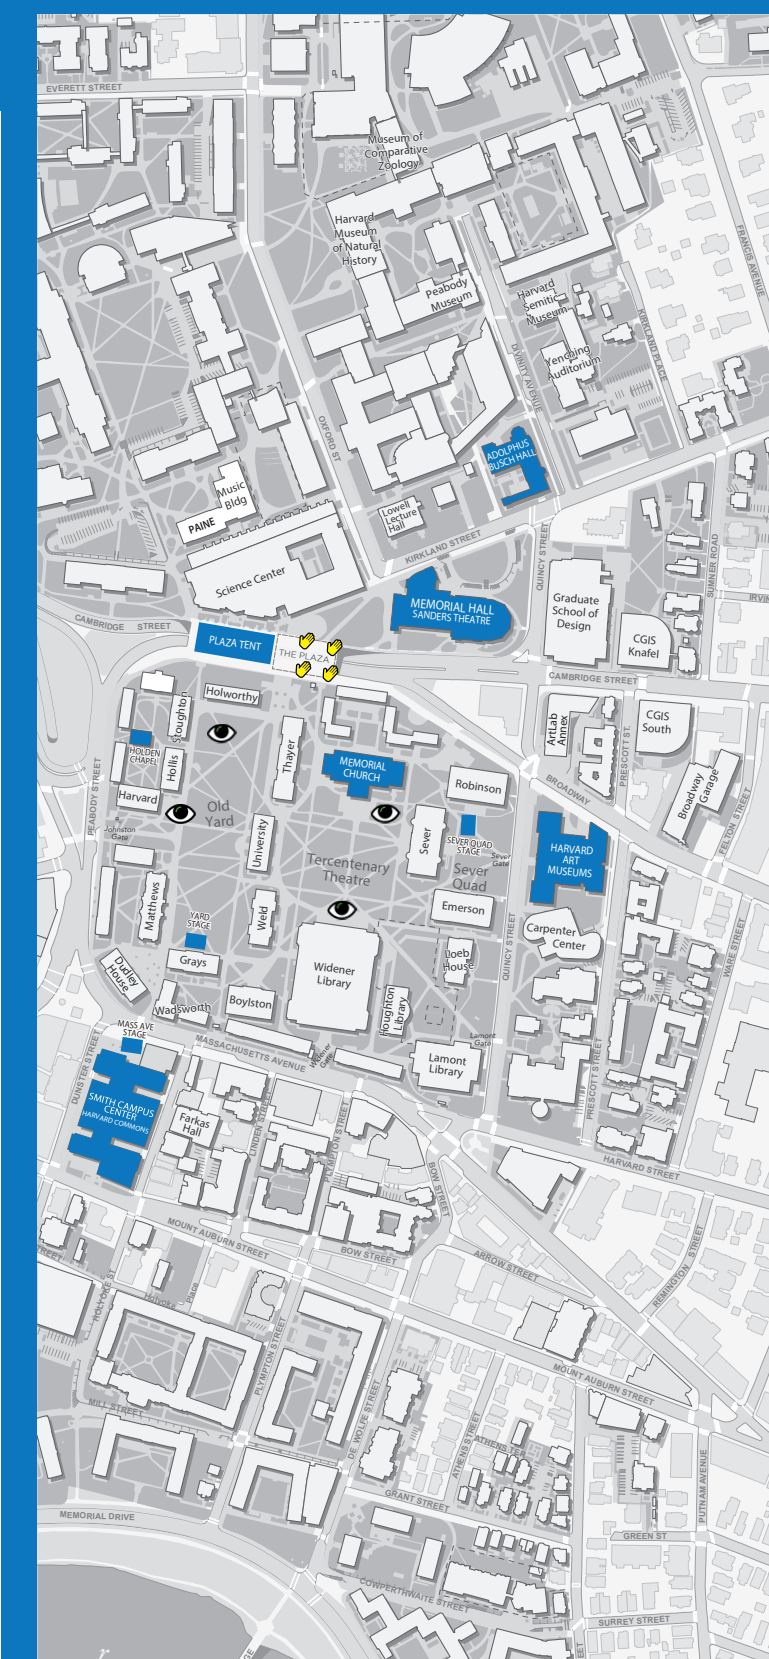 EVERETT STREET
Museum of
Comparative
Zoology
Harvard
Museum
of Natural
History
FRANCIS AVENUE
Peabody
Museum
Harvard
Semitic
Museum
KIRKLAND PLACE
Yenching
Auditorium
DIVINITY AVENUE
OXFORD ST
ADOLPHUS
BUSCH HALL
Music
Bldg
PAINE
Lowell
Lecture
Hall
KIRKLAND STREET
QUINCY STREET
SUMNER ROAD
Science Center
MEMORIAL HALL
SANDERS THEATRE
Graduate
School of
Design
CGIS
Knafel
CAMBRIDGE STREET
PLAZA TENT
THE PLAZA
CAMBRIDGE STREET
Holworthy
Stoughton
HOLDEN
CHAPEL
Hollis
Thayer
MEMORIAL
CHURCH
Robinson
ArtLab
Annex
PRESCOTT ST.
CGIS
South
BROADWAY
Broadway
Garage
FELTON STREET
PEABODY STREET
Harvard
Johnston
Gate
Old
Yard
University
Sever
SEVER QUAD
STAGE
Sever
Gate
Sever
Quad
HARVARD
ART
MUSEUMS
Tercentenary
Theatre
Matthews
YARD
STAGE
Weld
Emerson
QUINCY STREET
Carpenter
Center
WARE STREET
Grays
Dudley
House
Widener
Library
Loeb
House
Wadsworth
Boylston
Houghton
Library
MASS AVE
STAGE
MASSACHUSETTS AVENUE
Widener
Gate
Lamont
Gate
Lamont
Library
DUNSTER STREET
PRESCOTT STREET
SMITH CAMPUS
CENTER
HARVARD COMMONS
Farkas
Hall
LINDEN STREET
PLYMPTON STREET
BOW STREET
HARVARD STREET
MOUNT AUBURN STREET
BOW STREET
ARROW STREET
REMINGTON STREET
HOLYOKE ST
Holyoke Place
PLYMPTON STREET
MOUNT AUBURN STREET
DE WOLFE STREET
MILL STREET
ATHENS STREET
ATHENS TER
PUTNAM AVENUE
GRANT STREET
MEMORIAL DRIVE
GREEN ST
COWPERTHWAITE STREET
SURREY STREET